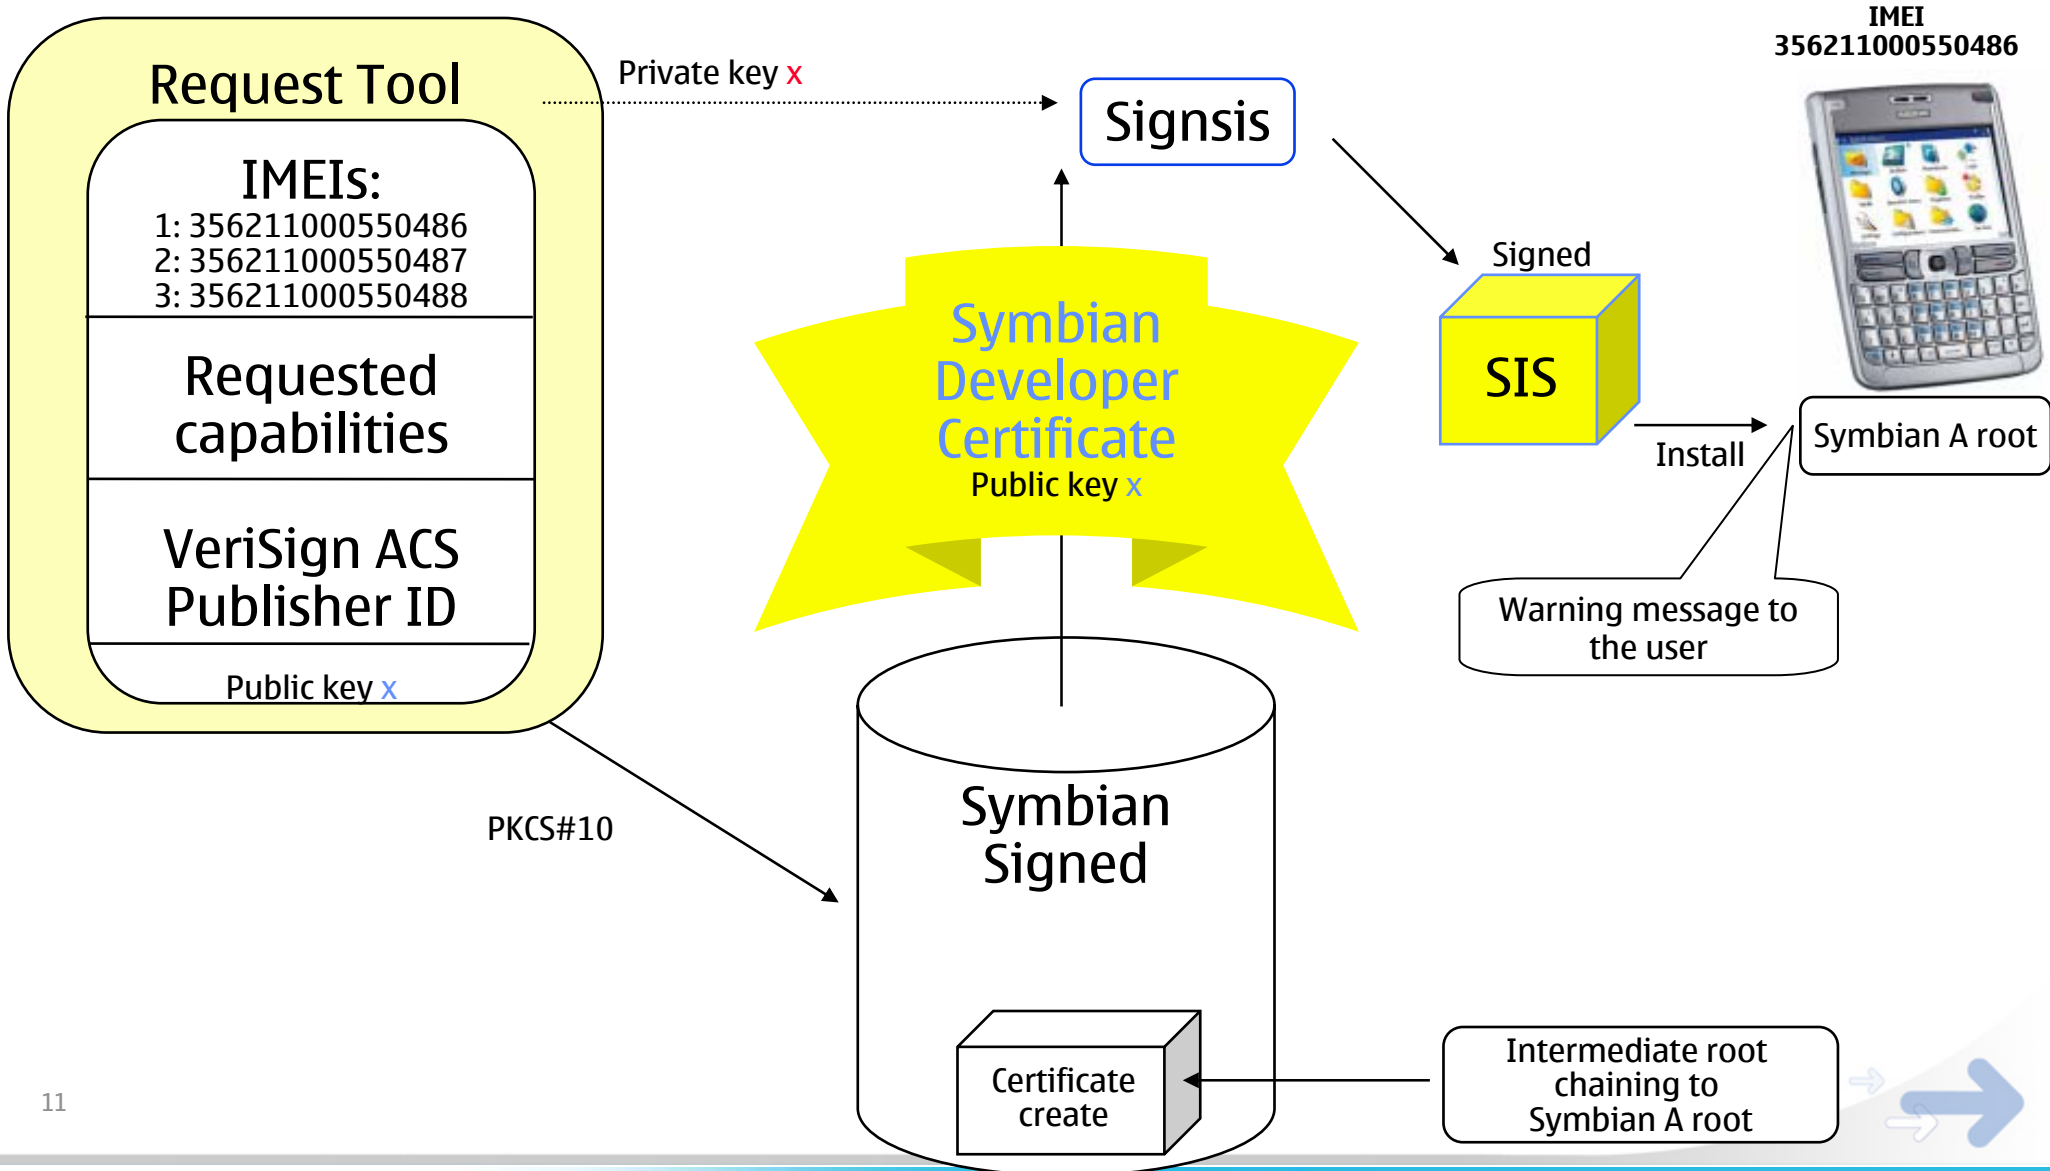 IMEI
356211000550486
Request Tool
Private key x
Signsis
IMEIs:
1: 356211000550486
2: 356211000550487
3: 356211000550488
Requested
capabilities
VeriSign ACS
Publisher ID
Public key x
Symbian
Developer
Certificate
Public key x
Signed
SIS
Install
Symbian A root
Warning message to
the user
PKCS#10
Symbian
Signed
Certificate
create
Intermediate root
chaining to
Symbian A root
11